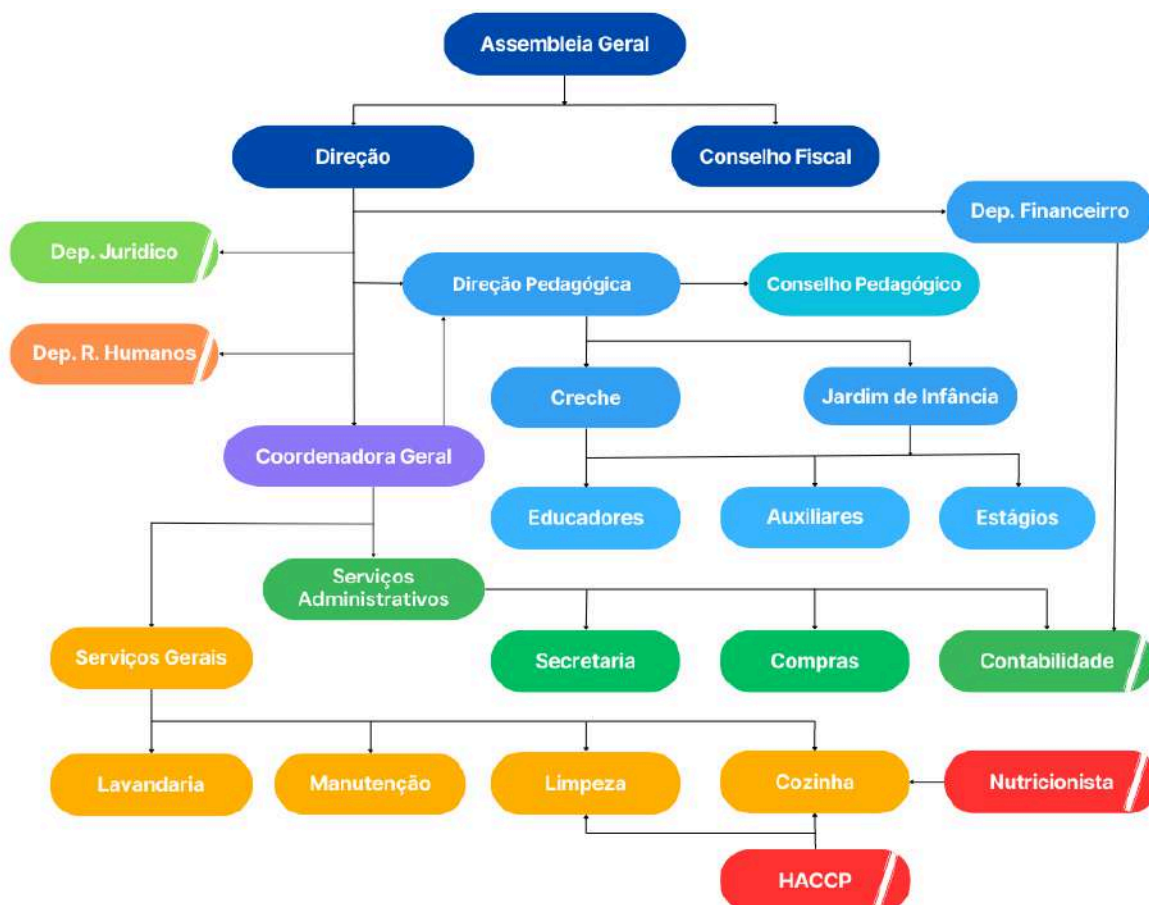 Assembleia Geral
Direção
Conselho Fiscal
Dep. Financeirro
Dep. Juridico
Direção Pedagógica
Conselho Pedagógico
Dep. R. Humanos
Creche
Jardim de Infância
Coordenadora Geral
Educadores
Auxiliares
Estágios
Serviços
Administrativos
Serviços Gerais
Secretaria
Compras
Contabilidade
Lavandaria
Manutenção
Limpeza
Cozinha
Nutricionista
HACCP